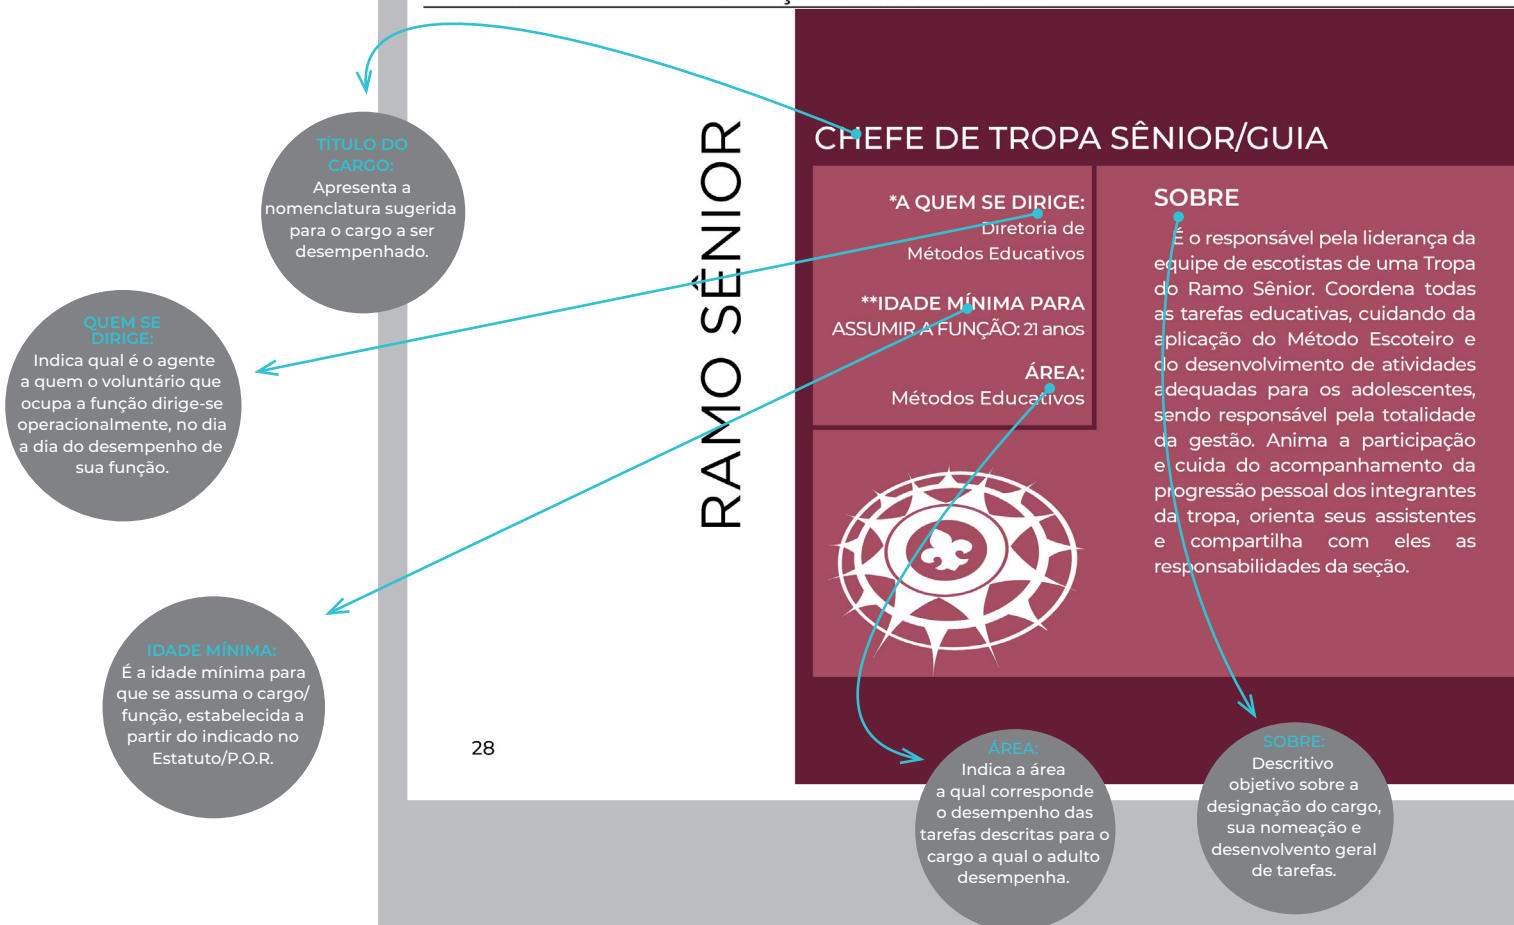 TÍTULO DO
CARGO:
Apresenta a
nomenclatura sugerida
para o cargo a ser
desempenhado.
QUEM SE
DIRIGE:
Indica qual é o agente
a quem o voluntário que
ocupa a função dirige-se
operacionalmente, no dia
a dia do desempenho de
sua função.
IDADE MÍNIMA:
É a idade mínima para
que se assuma o cargo/
função, estabelecida a
partir do indicado no
Estatuto/P.O.R.
RAMO SÊNIOR
28
CHEFE DE TROPA SÊNIOR/GUIA
*A QUEM SE DIRIGE:
Diretoria de
Métodos Educativos
**IDADE MÍNIMA PARA
ASSUMIR A FUNÇÃO: 21 anos
ÁREA:
Métodos Educativos
SOBRE
É o responsável pela liderança da
equipe de escotistas de uma Tropa
do Ramo Sênior. Coordena todas
as tarefas educativas, cuidando da
aplicação do Método Escoteiro e
do desenvolvimento de atividades
adequadas para os adolescentes,
sendo responsável pela totalidade
da gestão. Anima a participação
e cuida do acompanhamento da
progressão pessoal dos integrantes
da tropa, orienta seus assistentes
e compartilha com eles as
responsabilidades da seção.
ÁREA:
Indica a área
a qual corresponde
o desempenho das
tarefas descritas para o
cargo a qual o adulto
desempenha.
SOBRE:
Descritivo
objetivo sobre a
designação do cargo,
sua nomeação e
desenvolvento geral
de tarefas.